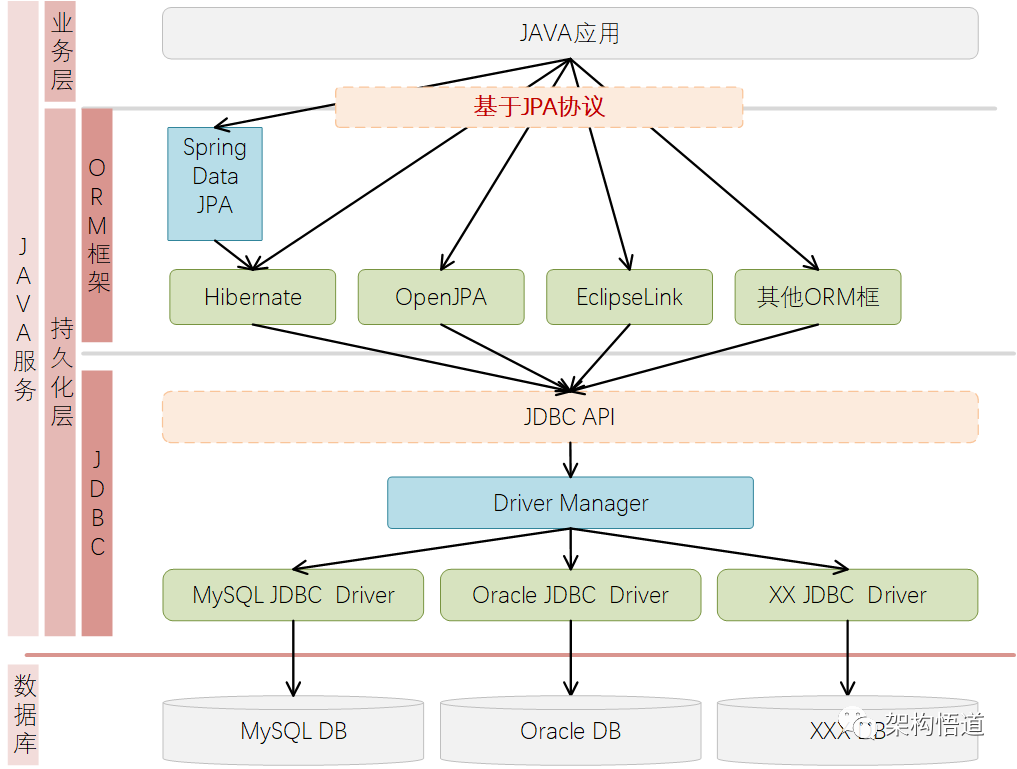 业务层
JAVA应用
基于JPA协议
JAVA服务
持久化层
ORM框架
Spring
Data
JPA
Hibernate
OpenJPA
EclipseLink
其他ORM框
JDBC
JDBC API
Driver Manager
MySQL JDBC Driver
Oracle JDBC Driver
XX JDBC Driver
数据库
MySQL DB
Oracle DB
XXX DB
架构悟道